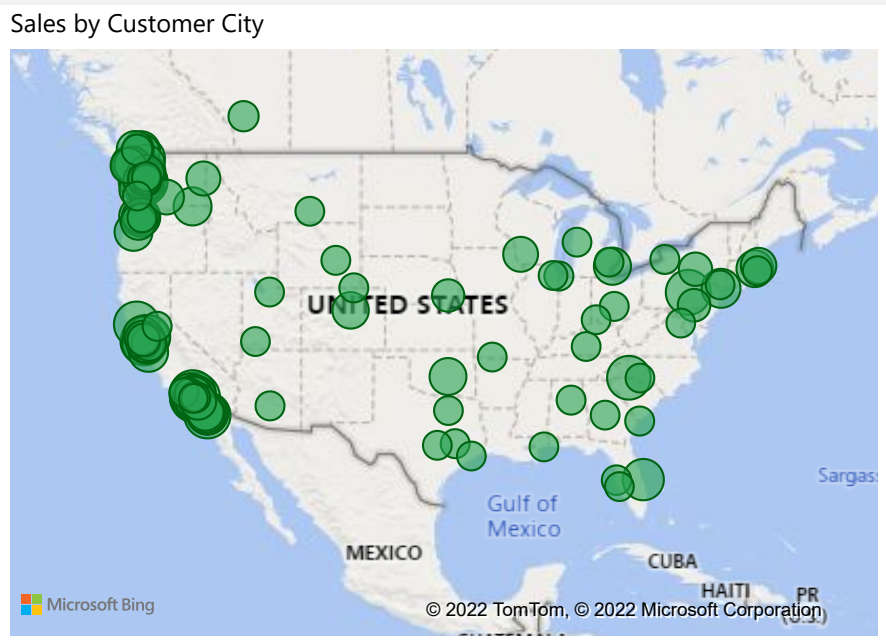 Sales by Customer City
UNITED STATES
Sargass
Gulf of
Mexico
MEXICO
CUBA
HAITI
PR
(U.S.)
Microsoft Bing
© 2022 TomTom, © 2022 Microsoft Corporation
GUATEMALA